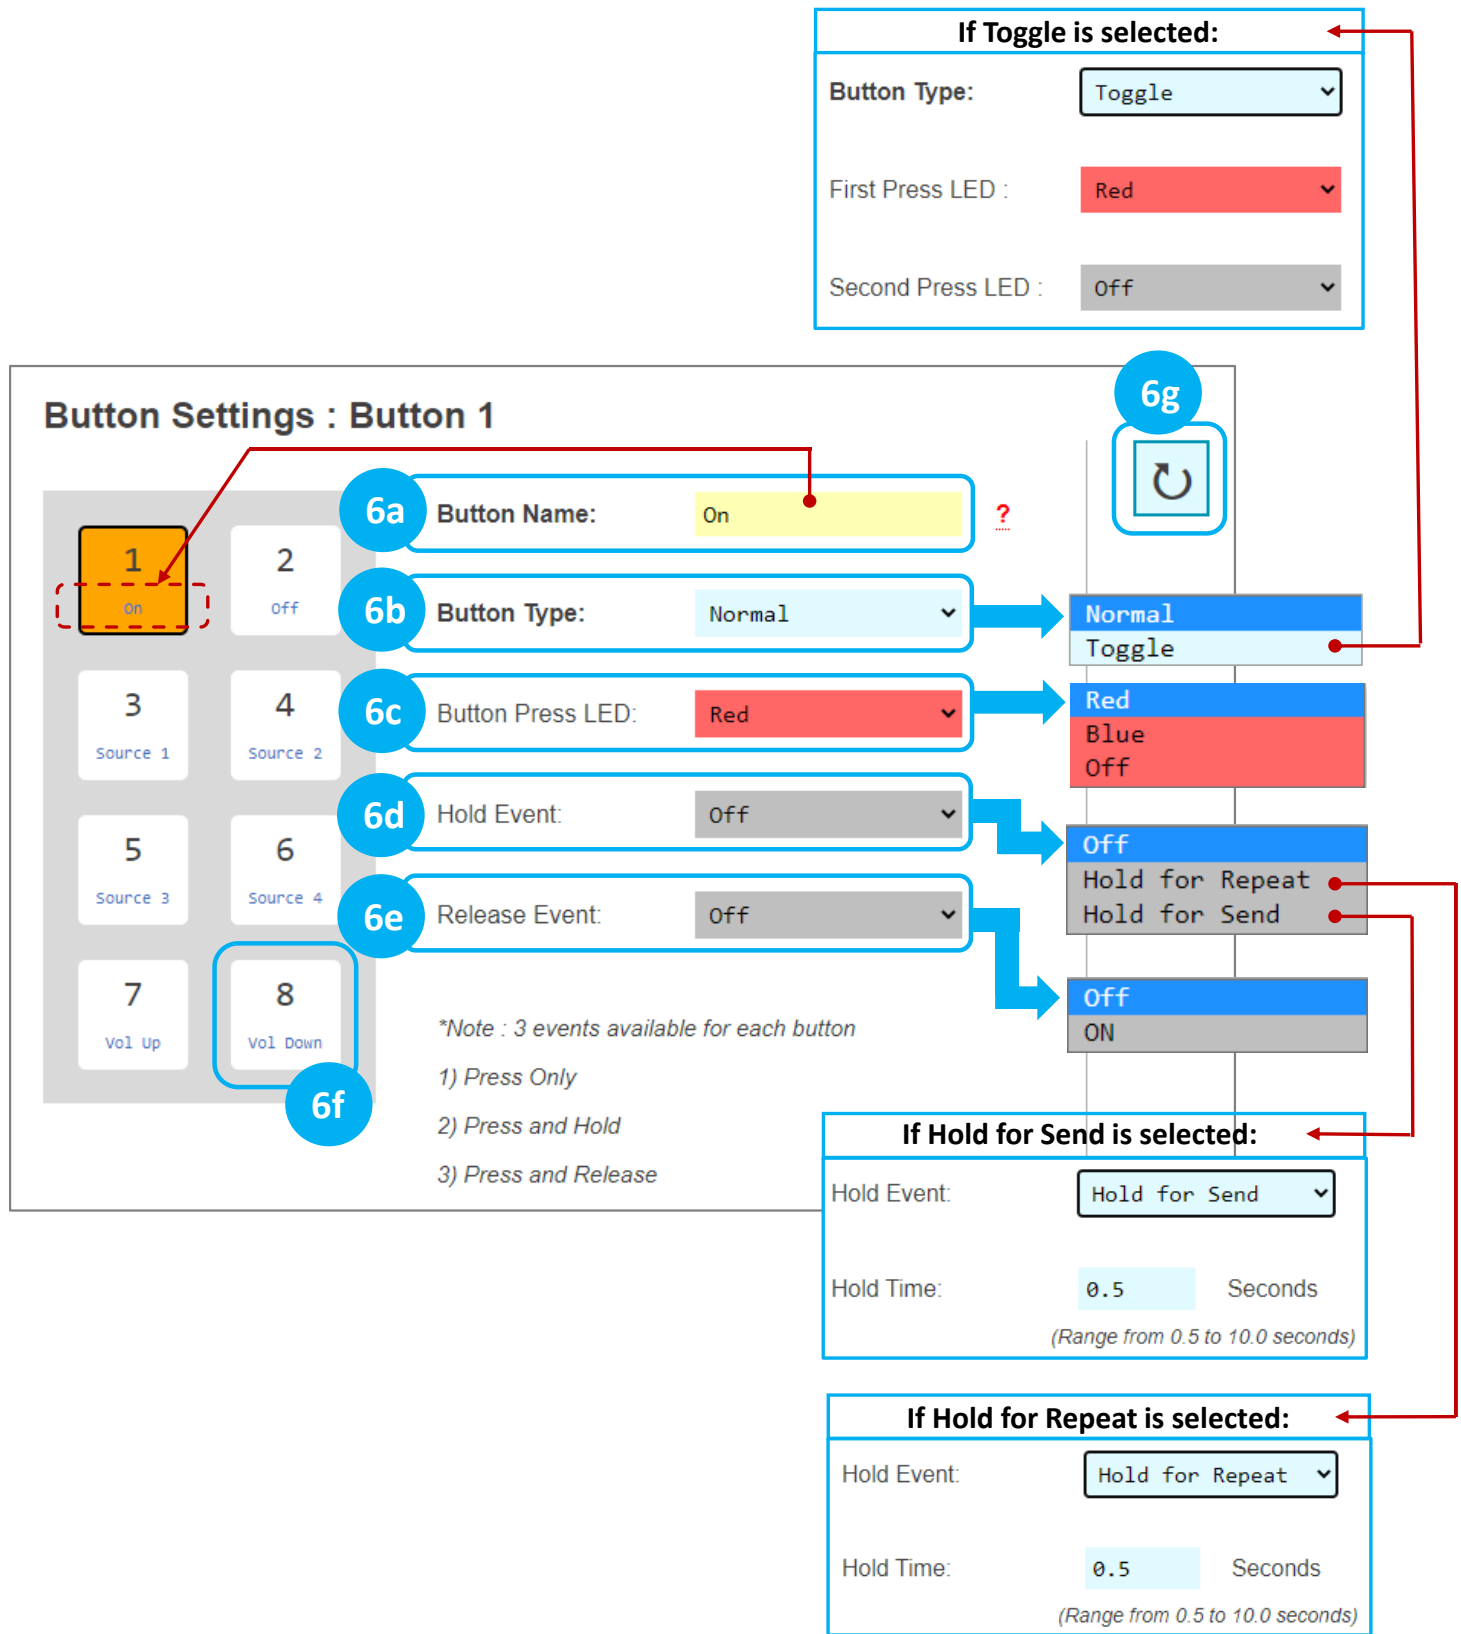 If Toggle is selected:
Button Type: Toggle
First Press LED : Red
Second Press LED : Off
6g
Button Settings : Button 1
6a Button Name: On ?
1
On
2
Off
6b Button Type: Normal
Normal
Toggle
3
Source 1
4
Source 2
6c Button Press LED: Red
Red
Blue
Off
5
Source 3
6
Source 4
6d Hold Event: Off
Off
Hold for Repeat
Hold for Send
6e Release Event: Off
Off
ON
7
Vol Up
8
Vol Down
6f
*Note : 3 events available for each button
1) Press Only
2) Press and Hold
3) Press and Release
If Hold for Send is selected:
Hold Event: Hold for Send
Hold Time: 0.5 Seconds
(Range from 0.5 to 10.0 seconds)
If Hold for Repeat is selected:
Hold Event: Hold for Repeat
Hold Time: 0.5 Seconds
(Range from 0.5 to 10.0 seconds)